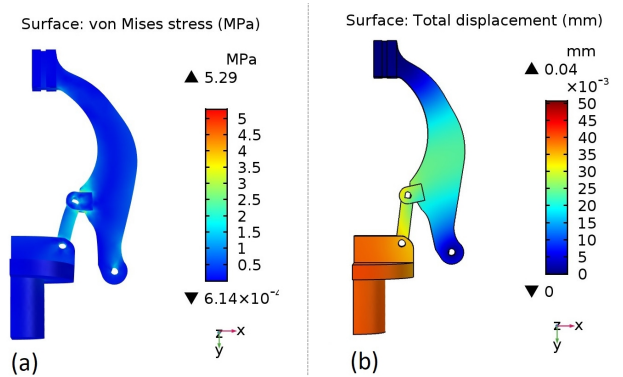 Surface: von Mises stress (MPa)
MPa
▲ 5.29
5
4.5
4
3.5
3
2.5
2
1.5
1
0.5
▼ 6.14×10⁻
z x
y
(a)
Surface: Total displacement (mm)
mm
▲ 0.04
×10⁻³
50
45
40
35
30
25
20
15
10
5
0
▼ 0
z x
y
(b)